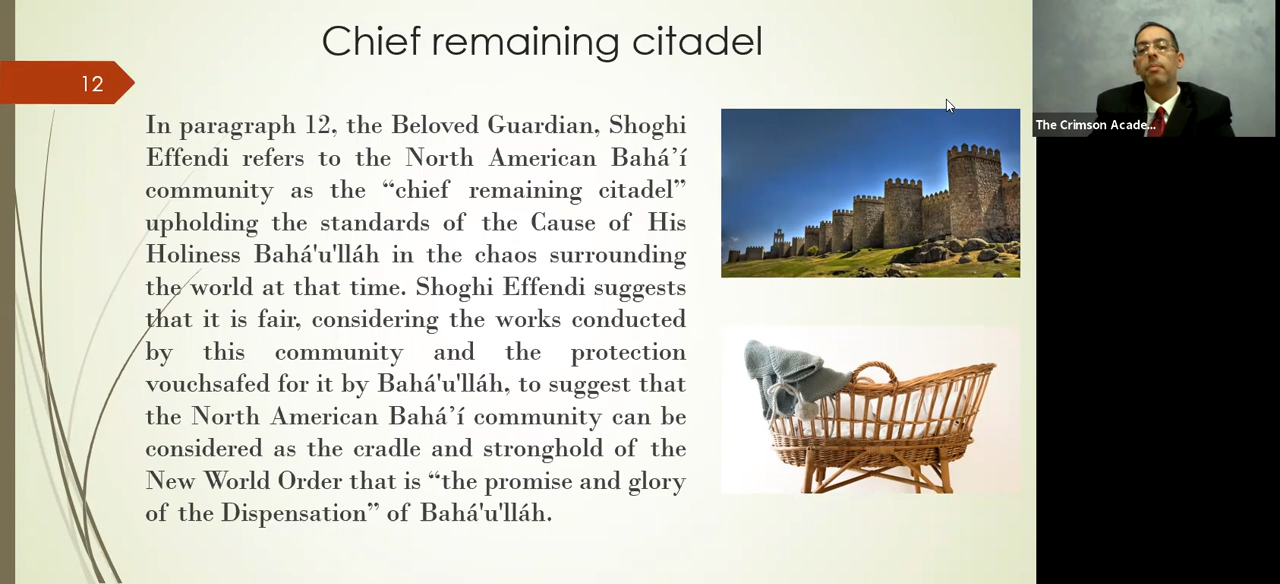 Chief remaining citadel
12
In paragraph 12, the Beloved Guardian, Shoghi
Effendi refers to the North American Bahá’í
community as the “chief remaining citadel”
upholding the standards of the Cause of His
Holiness Bahá'u'lláh in the chaos surrounding
the world at that time. Shoghi Effendi suggests
that it is fair, considering the works conducted
by this community and the protection
vouchsafed for it by Bahá'u'lláh, to suggest that
the North American Bahá’í community can be
considered as the cradle and stronghold of the
New World Order that is “the promise and glory
of the Dispensation” of Bahá'u'lláh.
The Crimson Acade...